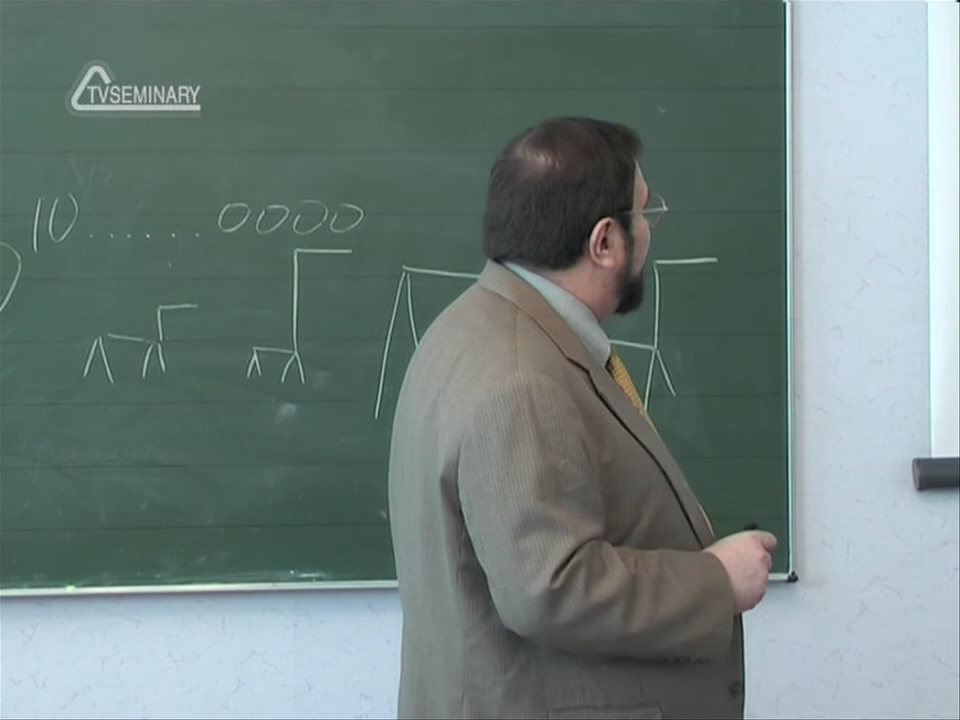 TVSEMINARY
10 . . . . . . . 0000